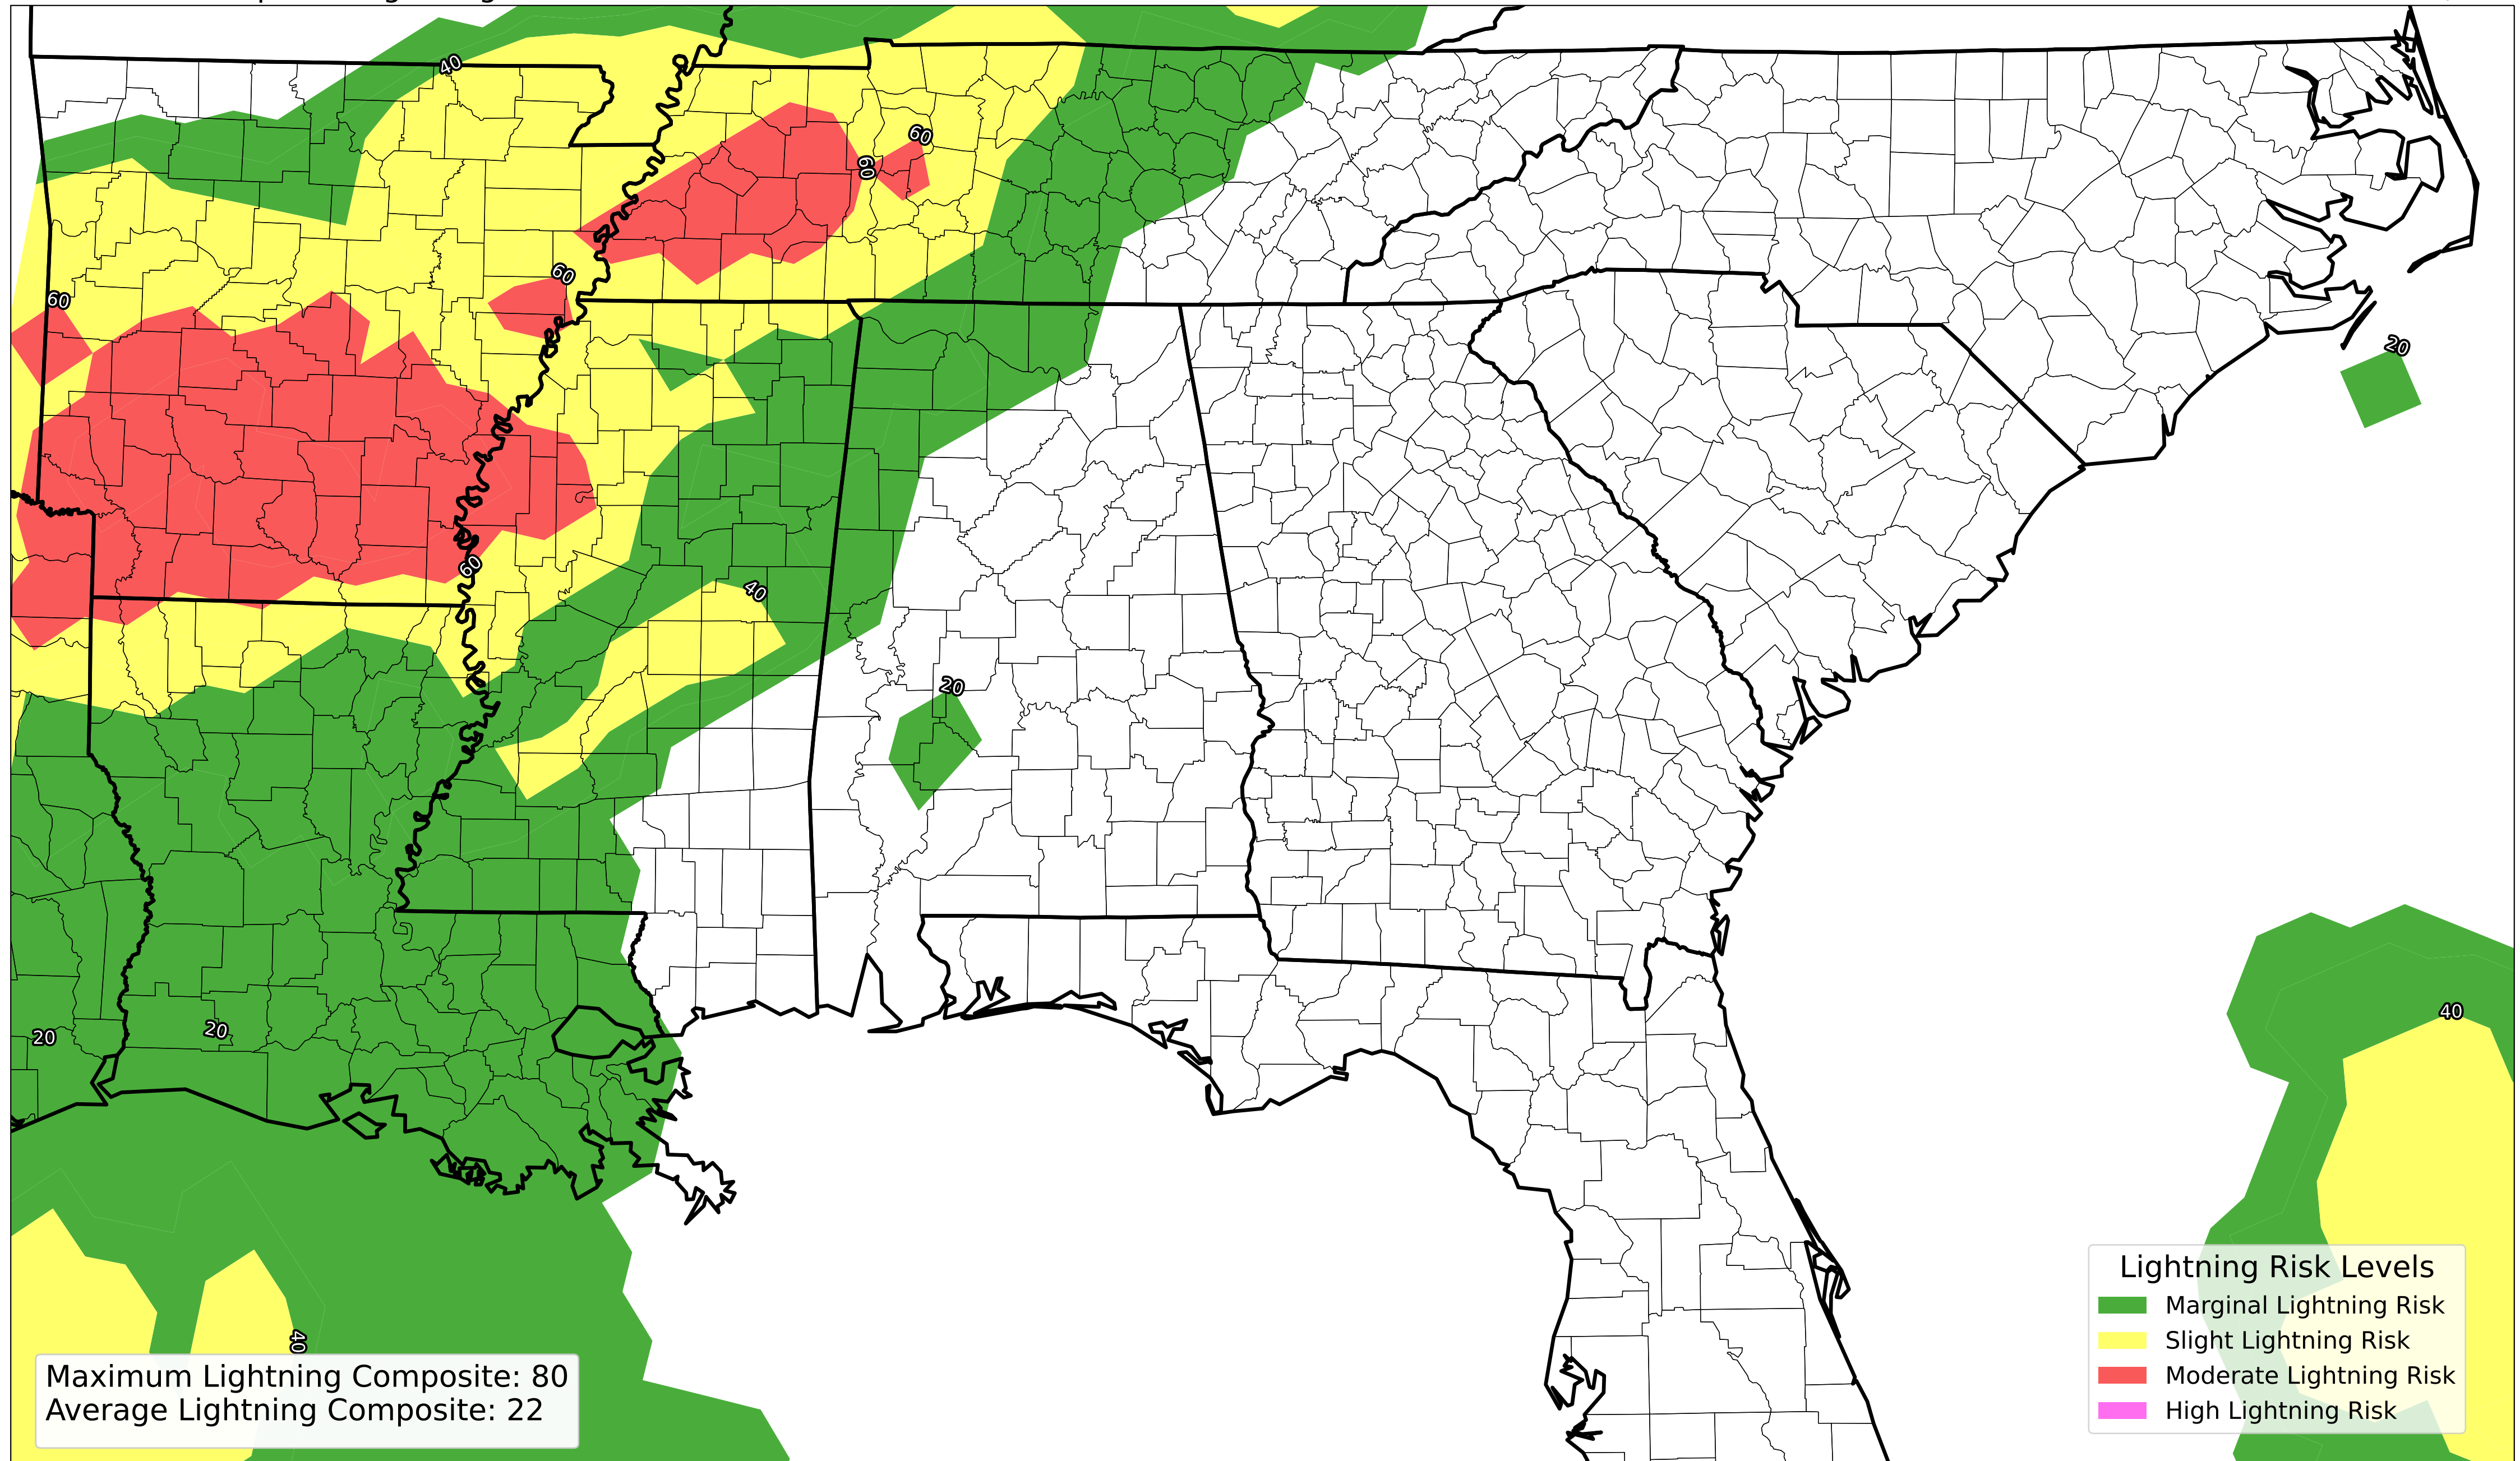 40
60
60
60
60
20
60
40
20
40
20
20
40
Lightning Risk Levels
Marginal Lightning Risk
Slight Lightning Risk
Moderate Lightning Risk
High Lightning Risk
Maximum Lightning Composite: 80
Average Lightning Composite: 22